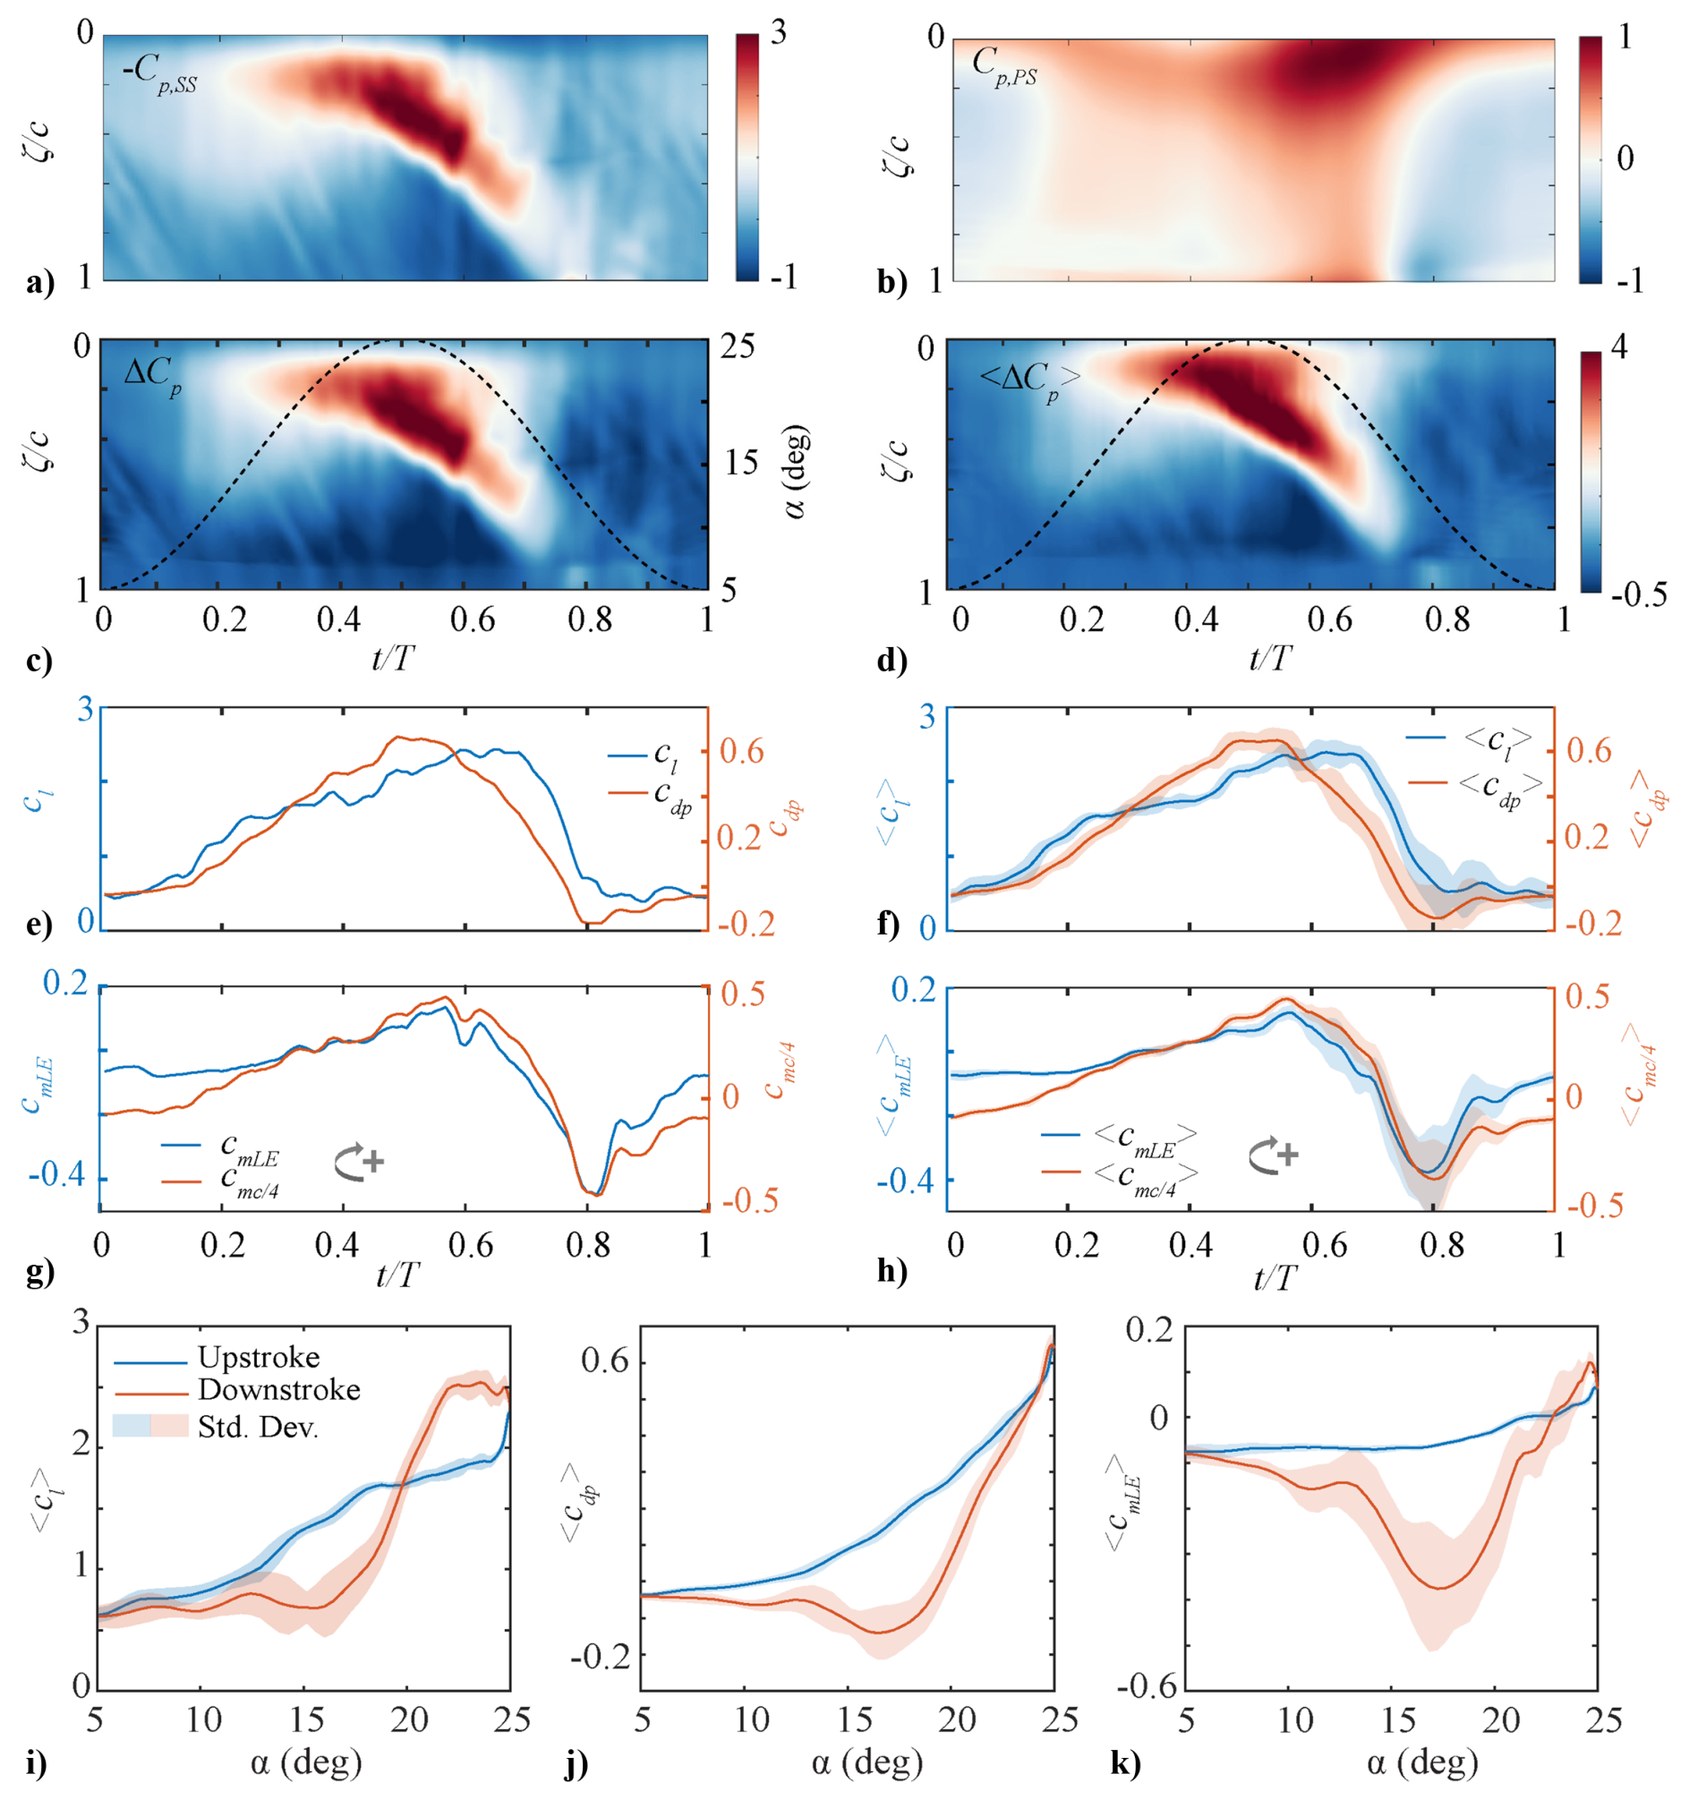 0 3 0 1
-C_{p,SS} C_{p,PS}
ζ/c ζ/c 0
a) 1 -1 b) 1 -1
0 25 0 4
ΔC_p <ΔC_p>
ζ/c 15 α (deg) ζ/c
1 5 1 -0.5
0 0.2 0.4 0.6 0.8 1 0 0.2 0.4 0.6 0.8 1
c) t/T d) t/T
3 3
0.6 0.6
c_l <c_l>
c_{dp} <c_{dp}>
c_l 0.2 c_{dp} <c_l> 0.2 <c_{dp}>
e) 0 -0.2 f) 0 -0.2
0.2 0.5 0.2 0.5
c_{mLE} 0 c_{mc/4} <c_{mLE}> 0 <c_{mc/4}>
c_{mLE} + <c_{mLE}> +
c_{mc/4} <c_{mc/4}>
-0.4 -0.5 -0.4 -0.5
0 0.2 0.4 0.6 0.8 1 0 0.2 0.4 0.6 0.8 1
g) t/T h) t/T
3 0.2
Upstroke 0.6
Downstroke
Std. Dev. 0
2
<c_l> <c_{dp}> <c_{mLE}>
1
-0.2
0 -0.6
5 10 15 20 25 5 10 15 20 25 5 10 15 20 25
i) α (deg) j) α (deg) k) α (deg)